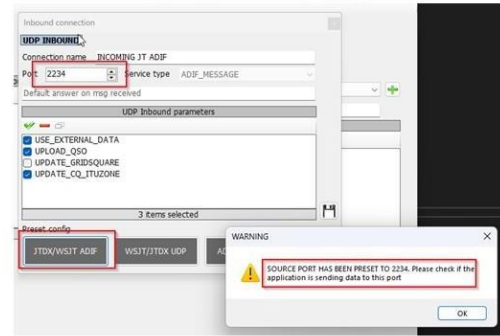 Inbound connection
UDP INBOUND
Connection name INCOMING JT ADIF
Port 2234 Service type ADIF_MESSAGE
Default answer on msg received
UDP Inbound parameters
USE_EXTERNAL_DATA
UPLOAD_QSO
UPDATE_GRIDSQUARE
UPDATE_CQ_ITUZONE
3 items selected
Preset config
JTDX/WSJT ADIF WSJT/JTDX UDP
WARNING
SOURCE PORT HAS BEEN PRESET TO 2234. Please check if the
application is sending data to this port
OK